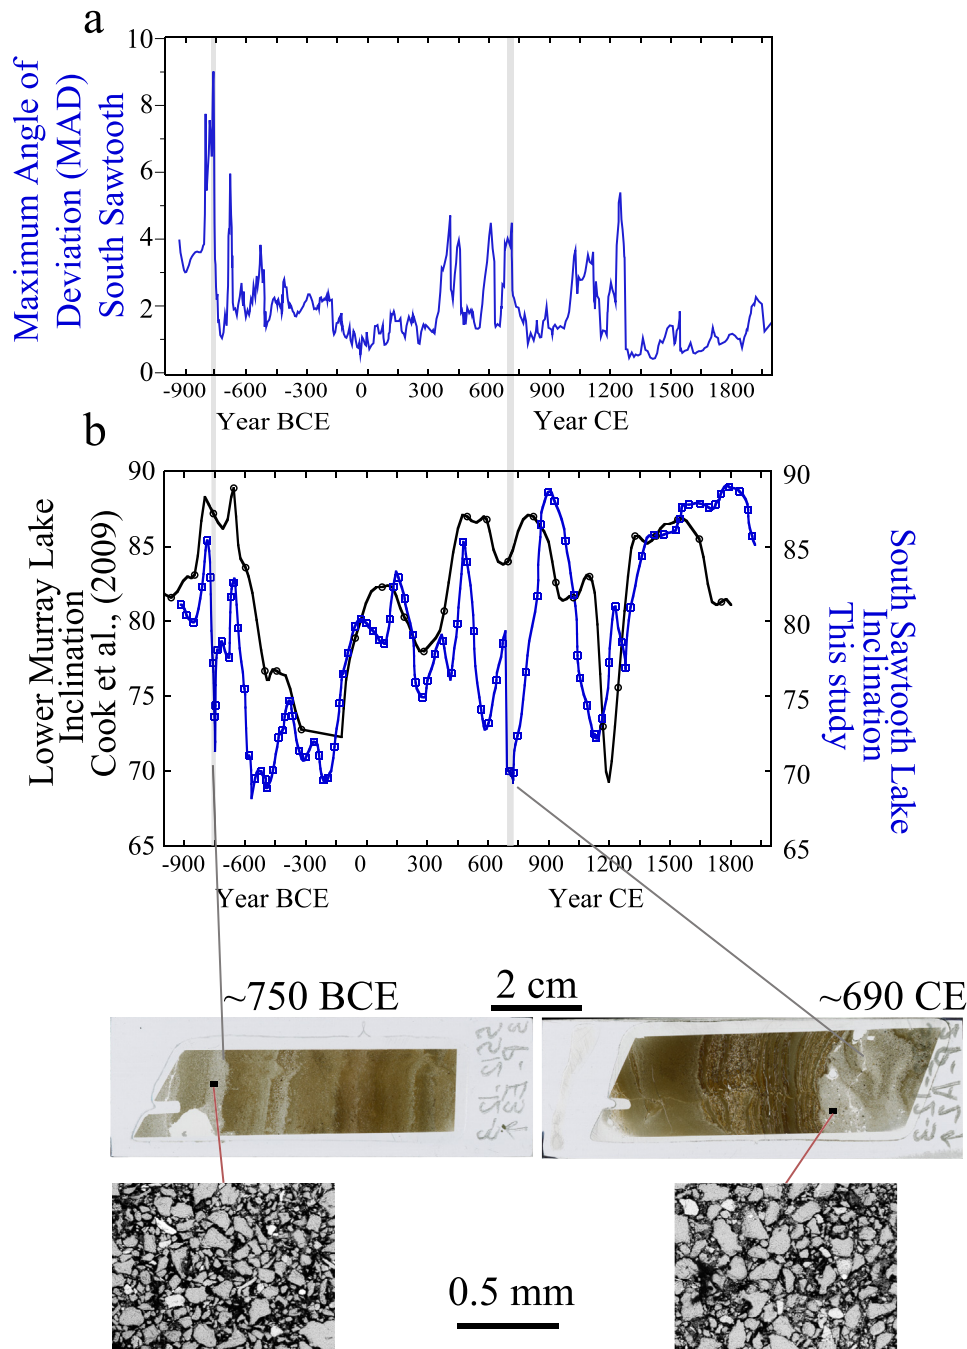 a
Maximum Angle of
Deviation (MAD)
South Sawtooth
10
8
6
4
2
0
-900 -600 -300 0 300 600 900 1200 1500 1800
Year BCE Year CE
b
Lower Murray Lake
Inclination
Cook et al., (2009)
90
85
80
75
70
65
90
85
80
75
70
65
South Sawtooth Lake
Inclination
This study
-900 -600 -300 0 300 600 900 1200 1500 1800
Year BCE Year CE
~750 BCE
2 cm
~690 CE
0.5 mm